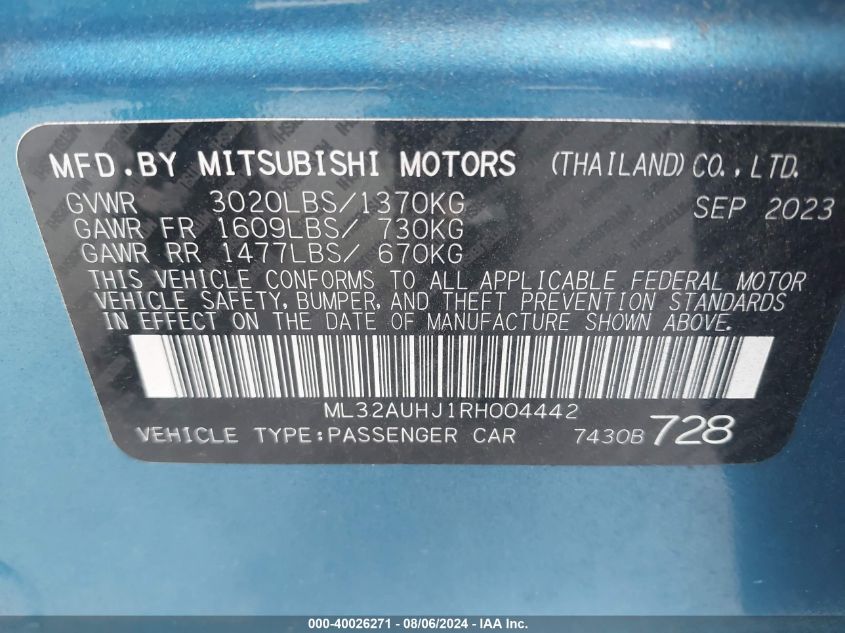 MFD.BY MITSUBISHI MOTORS (THAILAND) CO.,LTD.
GVWR 3020LBS/1370KG SEP 2023
GAWR FR 1609LBS/ 730KG
GAWR RR 1477LBS/ 670KG
THIS VEHICLE CONFORMS TO ALL APPLICABLE FEDERAL MOTOR
VEHICLE SAFETY, BUMPER, AND THEFT PREVENTION STANDARDS
IN EFFECT ON THE DATE OF MANUFACTURE SHOWN ABOVE.
ML32AUHJ1RH004442
VEHICLE TYPE:PASSENGER CAR 7430B 728
000-40026271 - 08/06/2024 - IAA Inc.